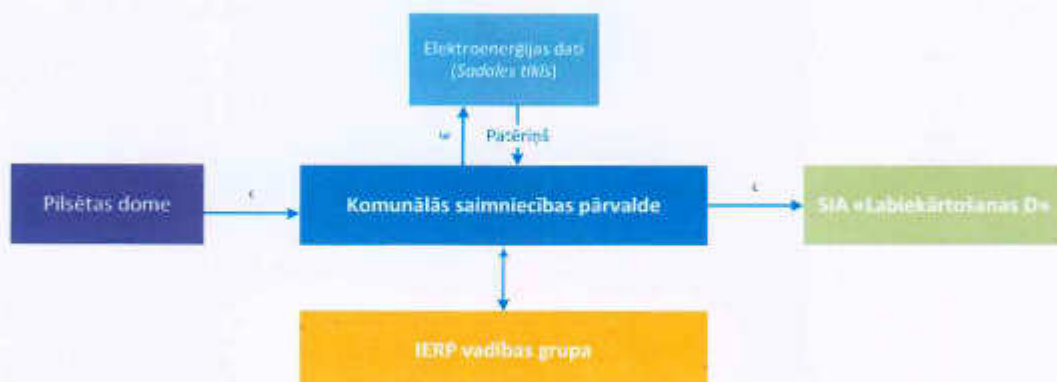 Elektroenerģijas dati
(Sadales tīkls)
Patēriņš
Pilsētas dome
Komunālās saimniecības pārvalde
SIA «Labiekārtošanas D»
IERP vadības grupa